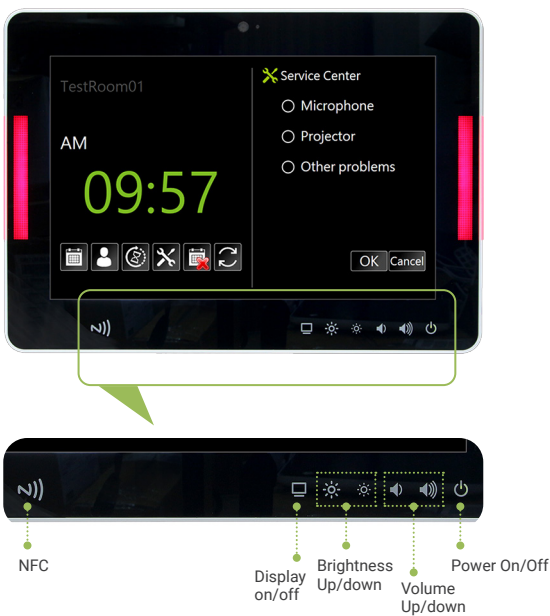 TestRoom01
AM
09:57
Service Center
Microphone
Projector
Other problems
OK
Cancel
NFC
Display
on/off
Brightness
Up/down
Volume
Up/down
Power On/Off